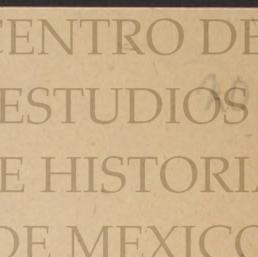 CENTRO DE
ESTUDIOS
E HISTORIA
DE MEXICO